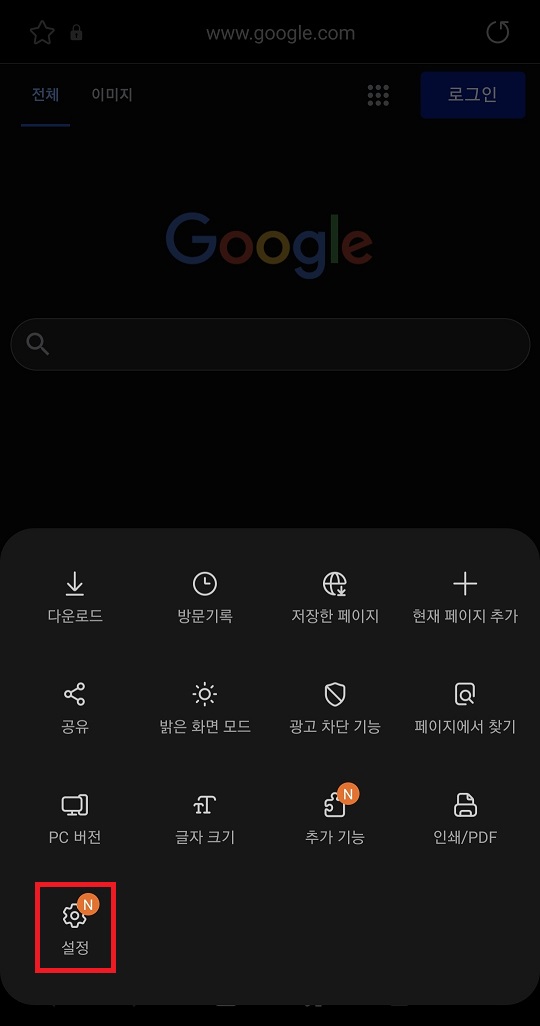 www.google.com
전체 이미지 로그인
Google
다운로드 방문기록 저장한 페이지 현재 페이지 추가
공유 밝은 화면 모드 광고 차단 기능 페이지에서 찾기
N
PC 버전 글자 크기 추가 기능 인쇄/PDF
N
설정